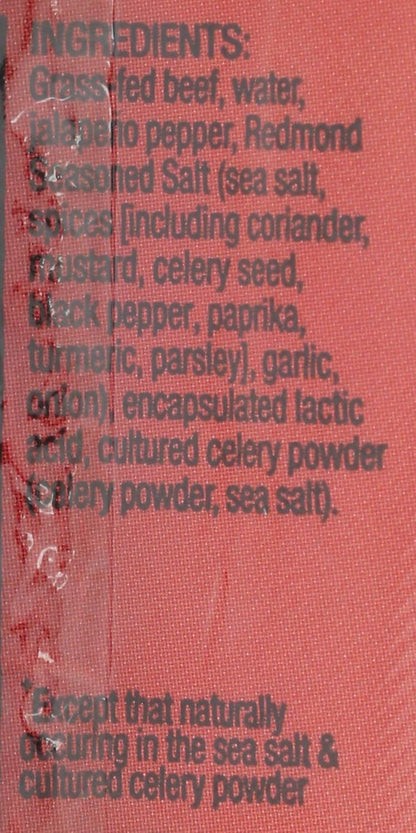 INGREDIENTS:
Grass-fed beef, water,
jalapeño pepper, Redmond
Seasoned Salt (sea salt,
spices [including coriander,
mustard, celery seed,
black pepper, paprika,
turmeric, parsley], garlic,
onion), encapsulated lactic
acid, cultured celery powder
(celery powder, sea salt).
*Except that naturally
occuring in the sea salt &
cultured celery powder